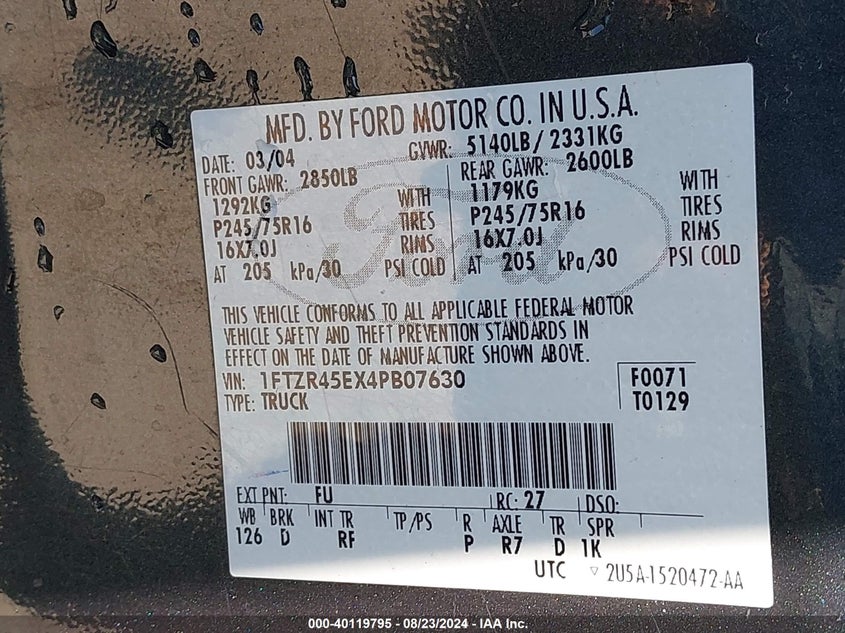 MFD. BY FORD MOTOR CO. IN U.S.A.
DATE: 03/04 GVWR: 5140LB/ 2331KG
FRONT GAWR: 2850LB REAR GAWR: 2600LB
1292KG WITH 1179KG WITH
P245/75R16 TIRES P245/75R16 TIRES
16X7.0J RIMS 16X7.0J RIMS
AT 205 kPa/30 PSI COLD AT 205 kPa/30 PSI COLD
Ford
THIS VEHICLE CONFORMS TO ALL APPLICABLE FEDERAL MOTOR
VEHICLE SAFETY AND THEFT PREVENTION STANDARDS IN
EFFECT ON THE DATE OF MANUFACTURE SHOWN ABOVE.
VIN: 1FTZR45EX4PB07630 F0071
TYPE: TRUCK T0129
EXT PNT: FU RC: 27 DSO:
WB BRK INT TR TP/PS R AXLE TR SPR
126 D RF P R7 D 1K
UTC ▽ 2U5A-1520472-AA
000-40119795 - 08/23/2024 - IAA Inc.